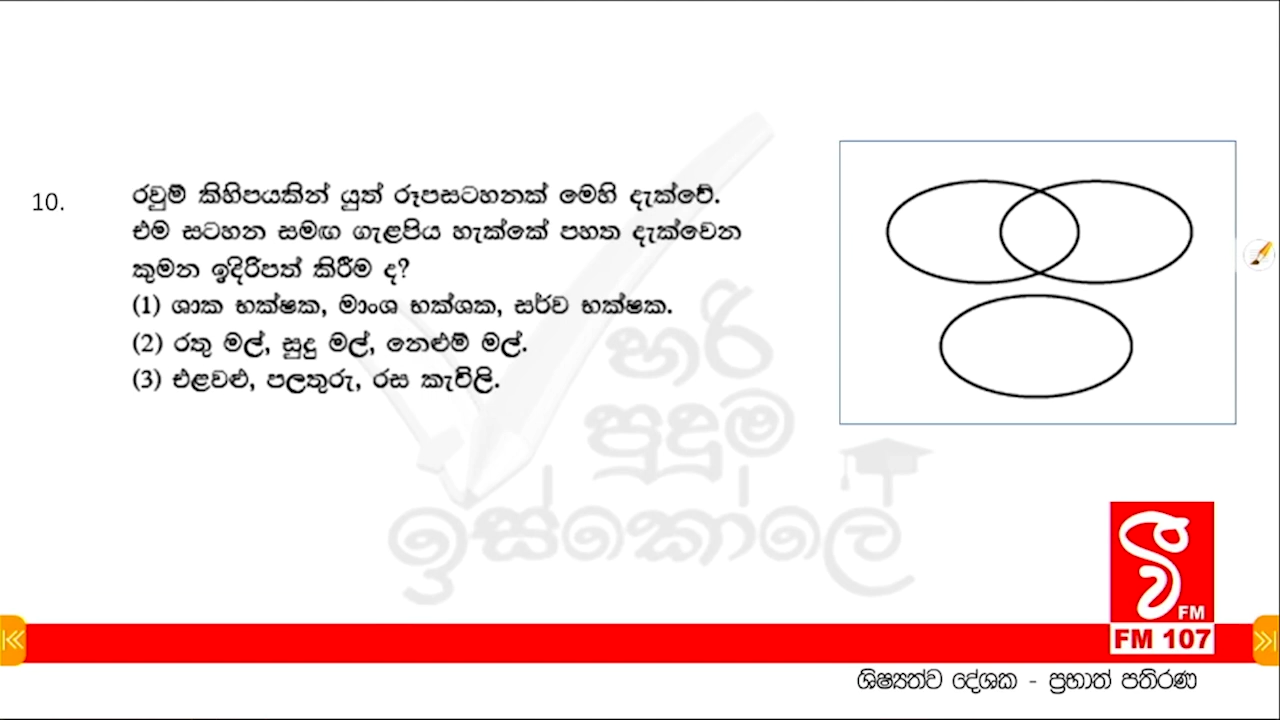 10. රවුම් කිහිපයකින් යුත් රූපසටහනක් මෙහි දැක්වේ.
එම සටහන සමඟ ගැළපිය හැක්කේ පහත දැක්වෙන
කුමන ඉදිරිපත් කිරීම ද?
(1) ශාක භක්ෂක, මාංශ භක්ශක, සර්ව භක්ෂක.
(2) රතු මල්, සුදු මල්, නෙළුම් මල්.
(3) එළවළු, පලතුරු, රස කැවිලි.
හරි
පුදුම
ඉස්කෝලේ
වී
FM
FM 107
ශිෂ්‍යත්ව දේශක - ප්‍රභාත් පතිරණ